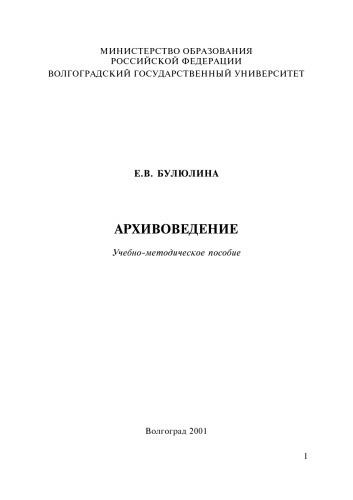 МИНИСТЕРСТВО ОБРАЗОВАНИЯ
РОССИЙСКОЙ ФЕДЕРАЦИИ
ВОЛГОГРАДСКИЙ ГОСУДАРСТВЕННЫЙ УНИВЕРСИТЕТ
Е.В. БУЛЮЛИНА
АРХИВОВЕДЕНИЕ
Учебно-методическое пособие
Волгоград 2001
1